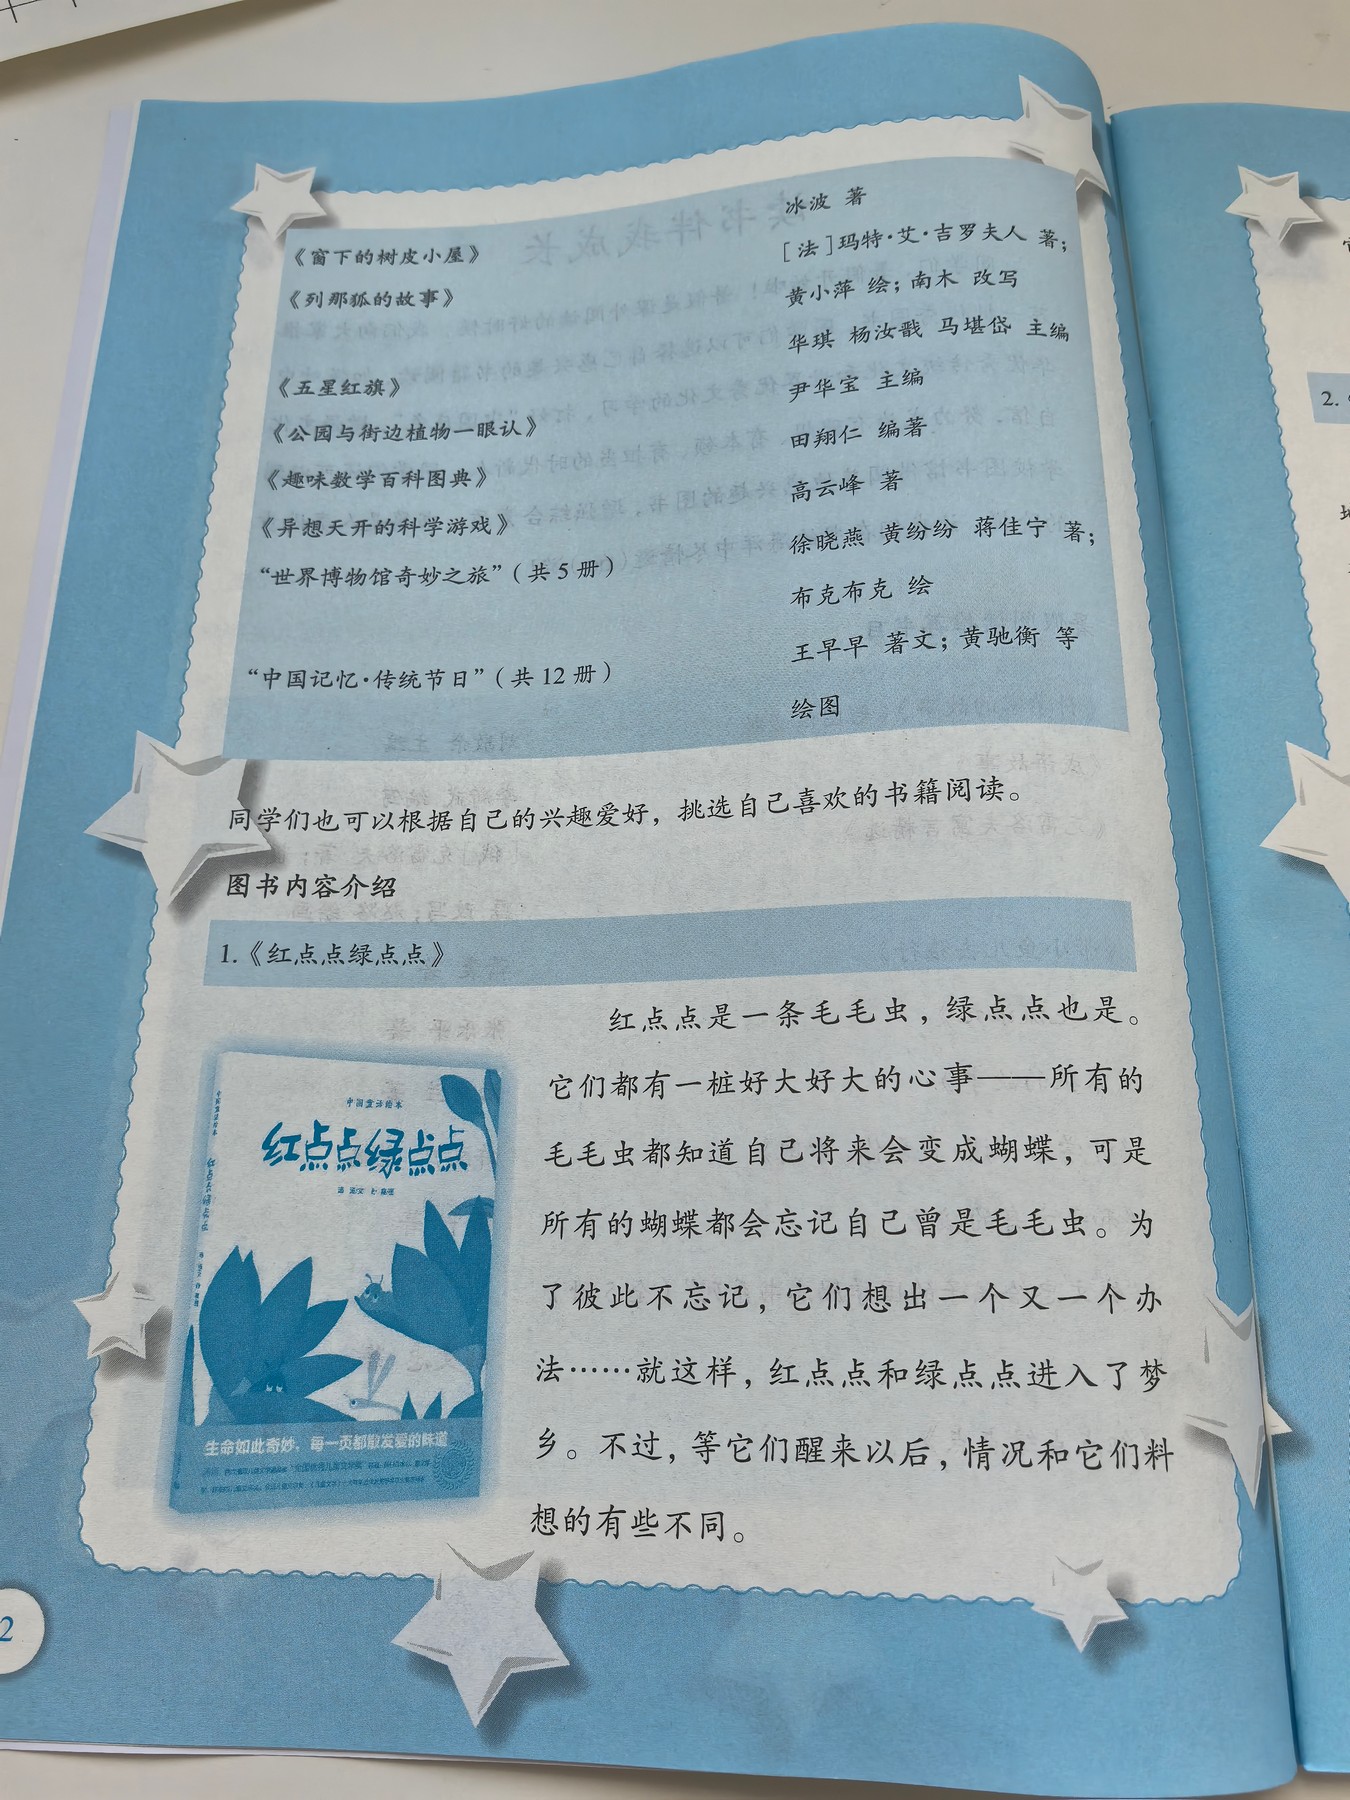 《窗下的树皮小屋》 冰波 著
《列那狐的故事》 [法]玛特·艾·吉罗夫人 著；
黄小萍 绘；南木 改写
《五星红旗》 华琪 杨汝戬 马堪岱 主编
《公园与街边植物一眼认》 尹华宝 主编
《趣味数学百科图典》 田翔仁 编著
《异想天开的科学游戏》 高云峰 著
“世界博物馆奇妙之旅”（共5册） 徐晓燕 黄纷纷 蒋佳宁 著；
布克布克 绘
“中国记忆·传统节日”（共12册） 王早早 著文；黄驰衡 等
绘图
同学们也可以根据自己的兴趣爱好，挑选自己喜欢的书籍阅读。
图书内容介绍
1.《红点点绿点点》
红点点是一条毛毛虫，绿点点也是。
它们都有一桩好大好大的心事——所有的
毛毛虫都知道自己将来会变成蝴蝶，可是
所有的蝴蝶都会忘记自己曾是毛毛虫。为
了彼此不忘记，它们想出一个又一个办
法……就这样，红点点和绿点点进入了梦
乡。不过，等它们醒来以后，情况和它们料
想的有些不同。
中国童话绘本
红点点绿点点
生命如此奇妙，每一页都散发爱的味道
中国童话绘本
红点点绿点点
2
2.